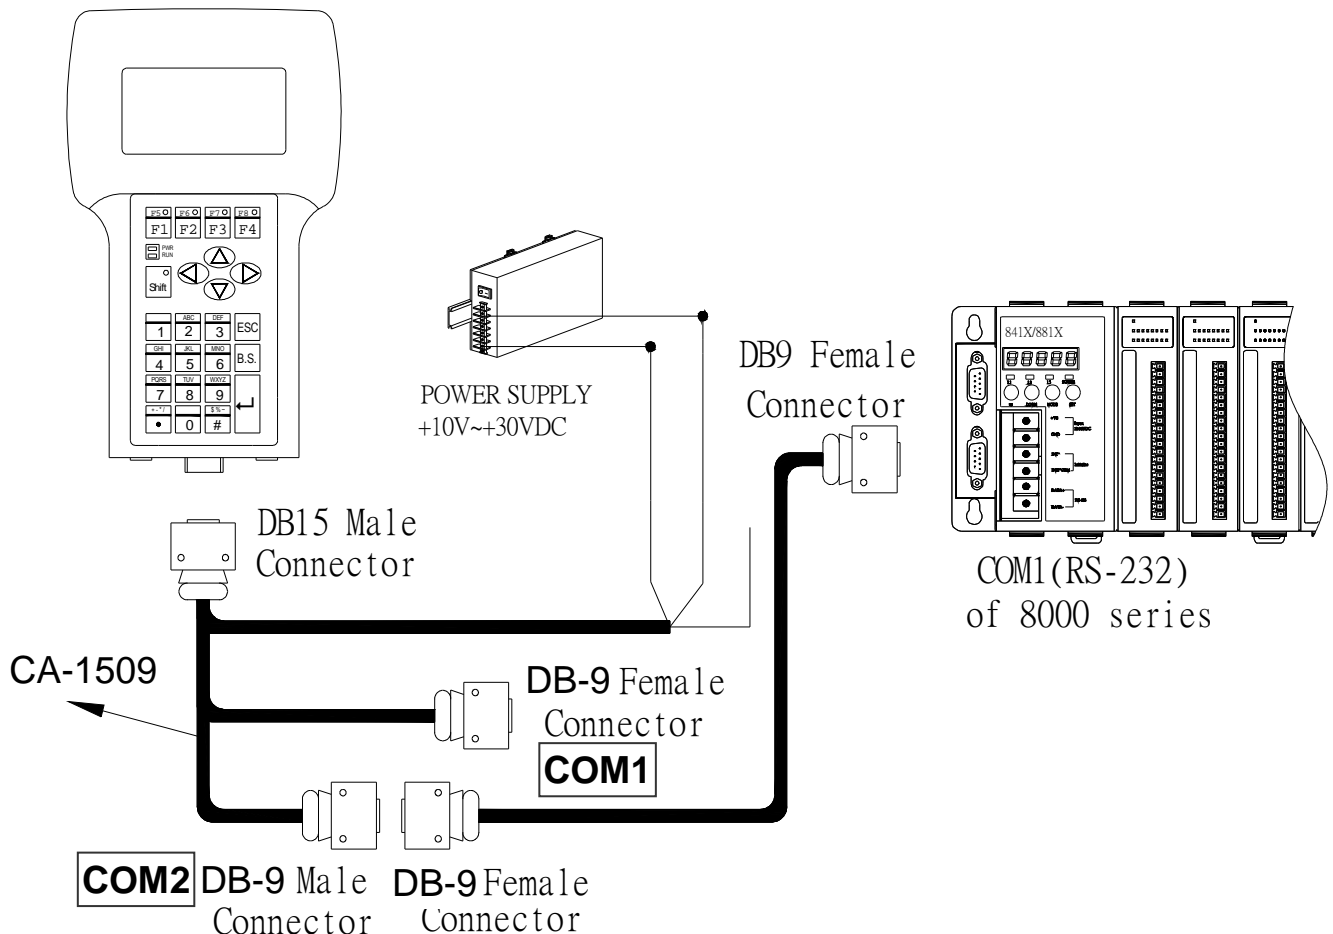 F5 F6 F7 F8
F1 F2 F3 F4
PWR
RUN
Shift
ABC DEF
1 2 3 ESC
GHI JKL MNO
4 5 6 B.S.
PQRS TUV WXYZ
7 8 9
+-*/ $%~
• 0 #
POWER SUPPLY
+10V~+30VDC
DB9 Female
Connector
841X/881X
COM1(RS-232)
of 8000 series
DB15 Male
Connector
CA-1509
DB-9 Female
Connector
COM1
COM2 DB-9 Male
Connector
DB-9 Female
Connector